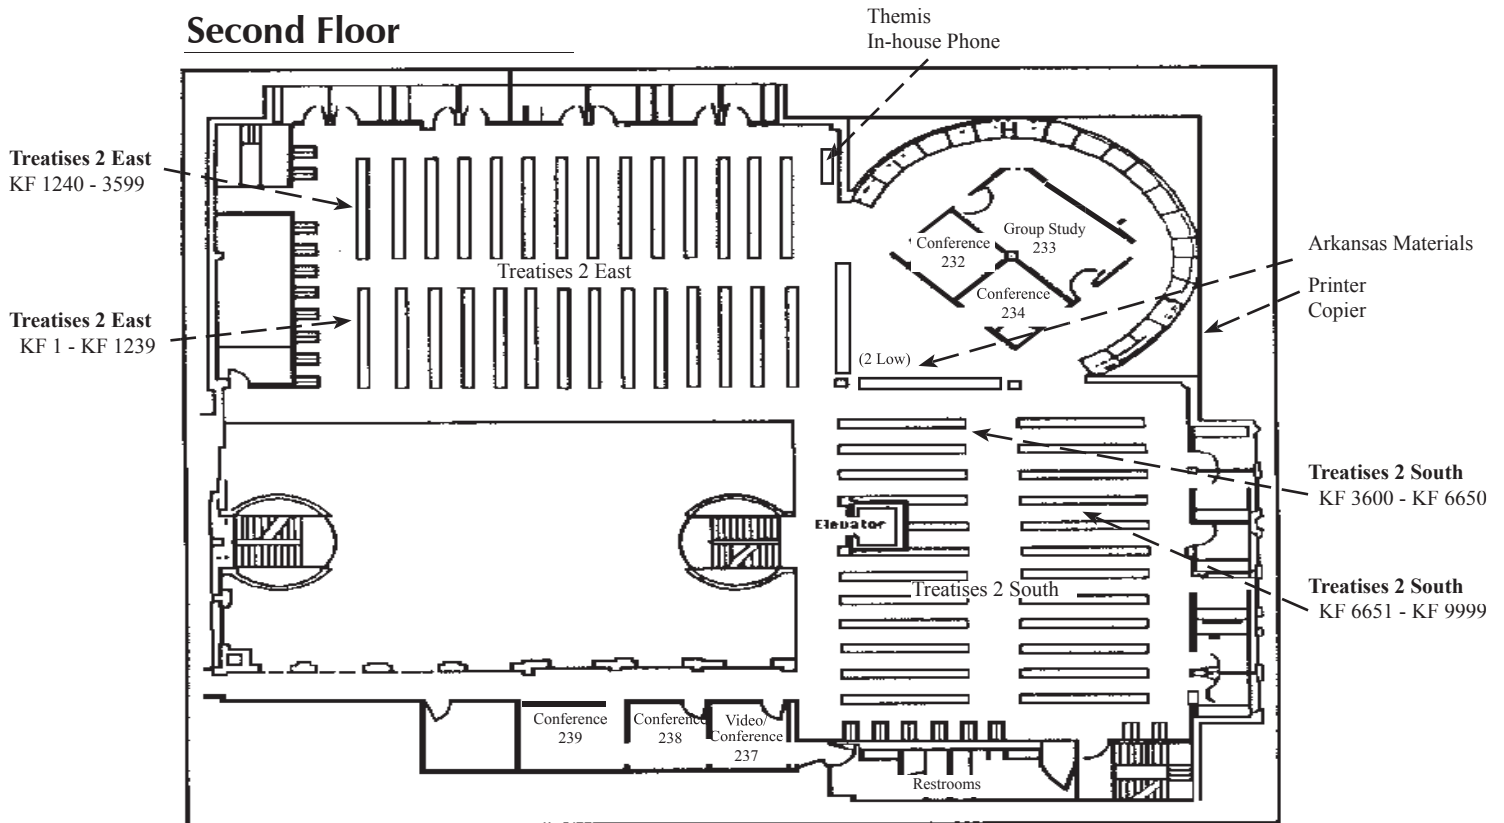 Second Floor
Themis
In-house Phone
Treatises 2 East
KF 1240 - 3599
Treatises 2 East
KF 1 - KF 1239
Treatises 2 East
H
Conference
232
Group Study
233
Conference
234
(2 Low)
Arkansas Materials
Printer
Copier
Treatises 2 South
KF 3600 - KF 6650
Treatises 2 South
KF 6651 - KF 9999
Elevator
Treatises 2 South
Conference
239
Conference
238
Video/
Conference
237
Restrooms